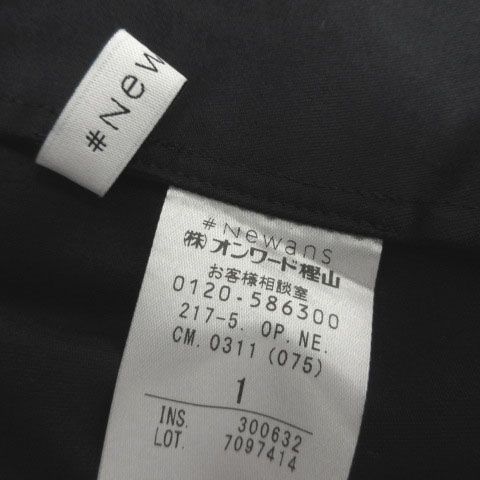 #New
#Newans
㈱オンワード樫山
お客様相談室
0120-586300
217-5. OP. NE.
CM. 0311 (075)
1
INS. 300632
LOT. 7097414